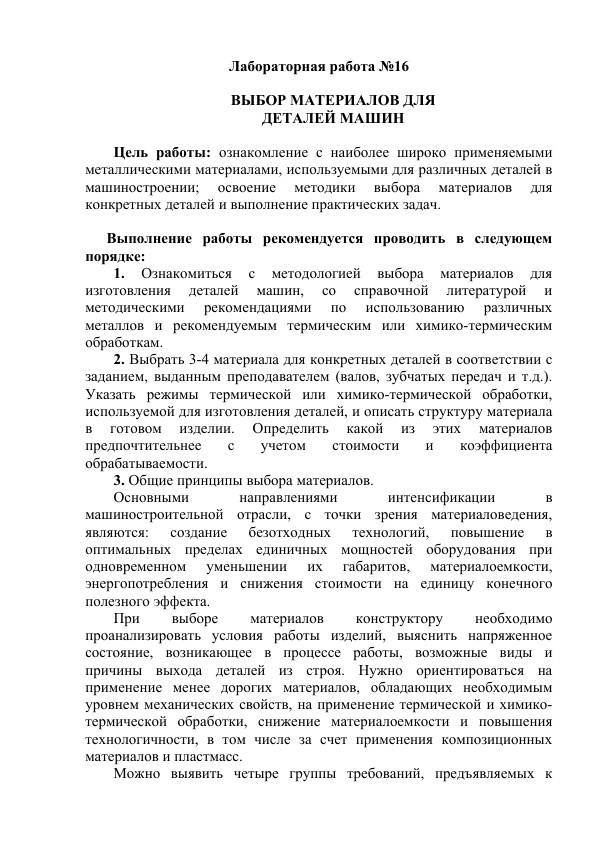 Лабораторная работа №16
ВЫБОР МАТЕРИАЛОВ ДЛЯ
ДЕТАЛЕЙ МАШИН
Цель работы: ознакомление с наиболее широко применяемыми
металлическими материалами, используемыми для различных деталей в
машиностроении; освоение методики выбора материалов для
конкретных деталей и выполнение практических задач.
Выполнение работы рекомендуется проводить в следующем
порядке:
1. Ознакомиться с методологией выбора материалов для
изготовления деталей машин, со справочной литературой и
методическими рекомендациями по использованию различных
металлов и рекомендуемым термическим или химико-термическим
обработкам.
2. Выбрать 3-4 материала для конкретных деталей в соответствии с
заданием, выданным преподавателем (валов, зубчатых передач и т.д.).
Указать режимы термической или химико-термической обработки,
используемой для изготовления деталей, и описать структуру материала
в готовом изделии. Определить какой из этих материалов
предпочтительнее с учетом стоимости и коэффициента
обрабатываемости.
3. Общие принципы выбора материалов.
Основными направлениями интенсификации в
машиностроительной отрасли, с точки зрения материаловедения,
являются: создание безотходных технологий, повышение в
оптимальных пределах единичных мощностей оборудования при
одновременном уменьшении их габаритов, материалоемкости,
энергопотребления и снижения стоимости на единицу конечного
полезного эффекта.
При выборе материалов конструктору необходимо
проанализировать условия работы изделий, выяснить напряженное
состояние, возникающее в процессе работы, возможные виды и
причины выхода деталей из строя. Нужно ориентироваться на
применение менее дорогих материалов, обладающих необходимым
уровнем механических свойств, на применение термической и химико-
термической обработки, снижение материалоемкости и повышения
технологичности, в том числе за счет применения композиционных
материалов и пластмасс.
Можно выявить четыре группы требований, предъявляемых к